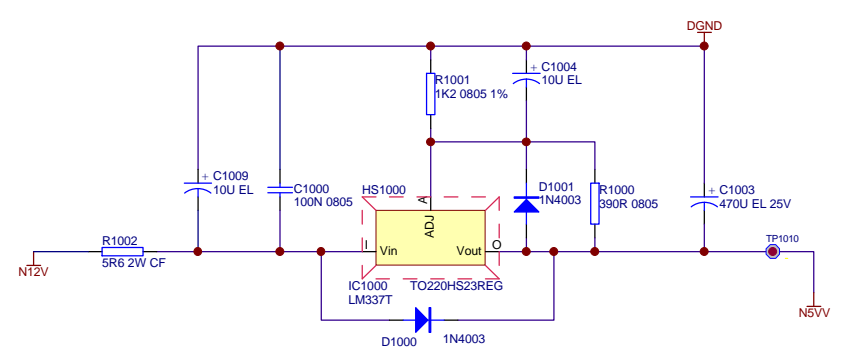 DGND
+ C1004
10U EL
R1001
1K2 0805 1%
+ C1009
10U EL
C1000
100N 0805
HS1000
A
ADJ
D1001
1N4003
R1000
390R 0805
+ C1003
470U EL 25V
R1002
5R6 2W CF
N12V
I
Vin
Vout
O
TP1010
IC1000
LM337T
TO220HS23REG
N5VV
D1000
1N4003